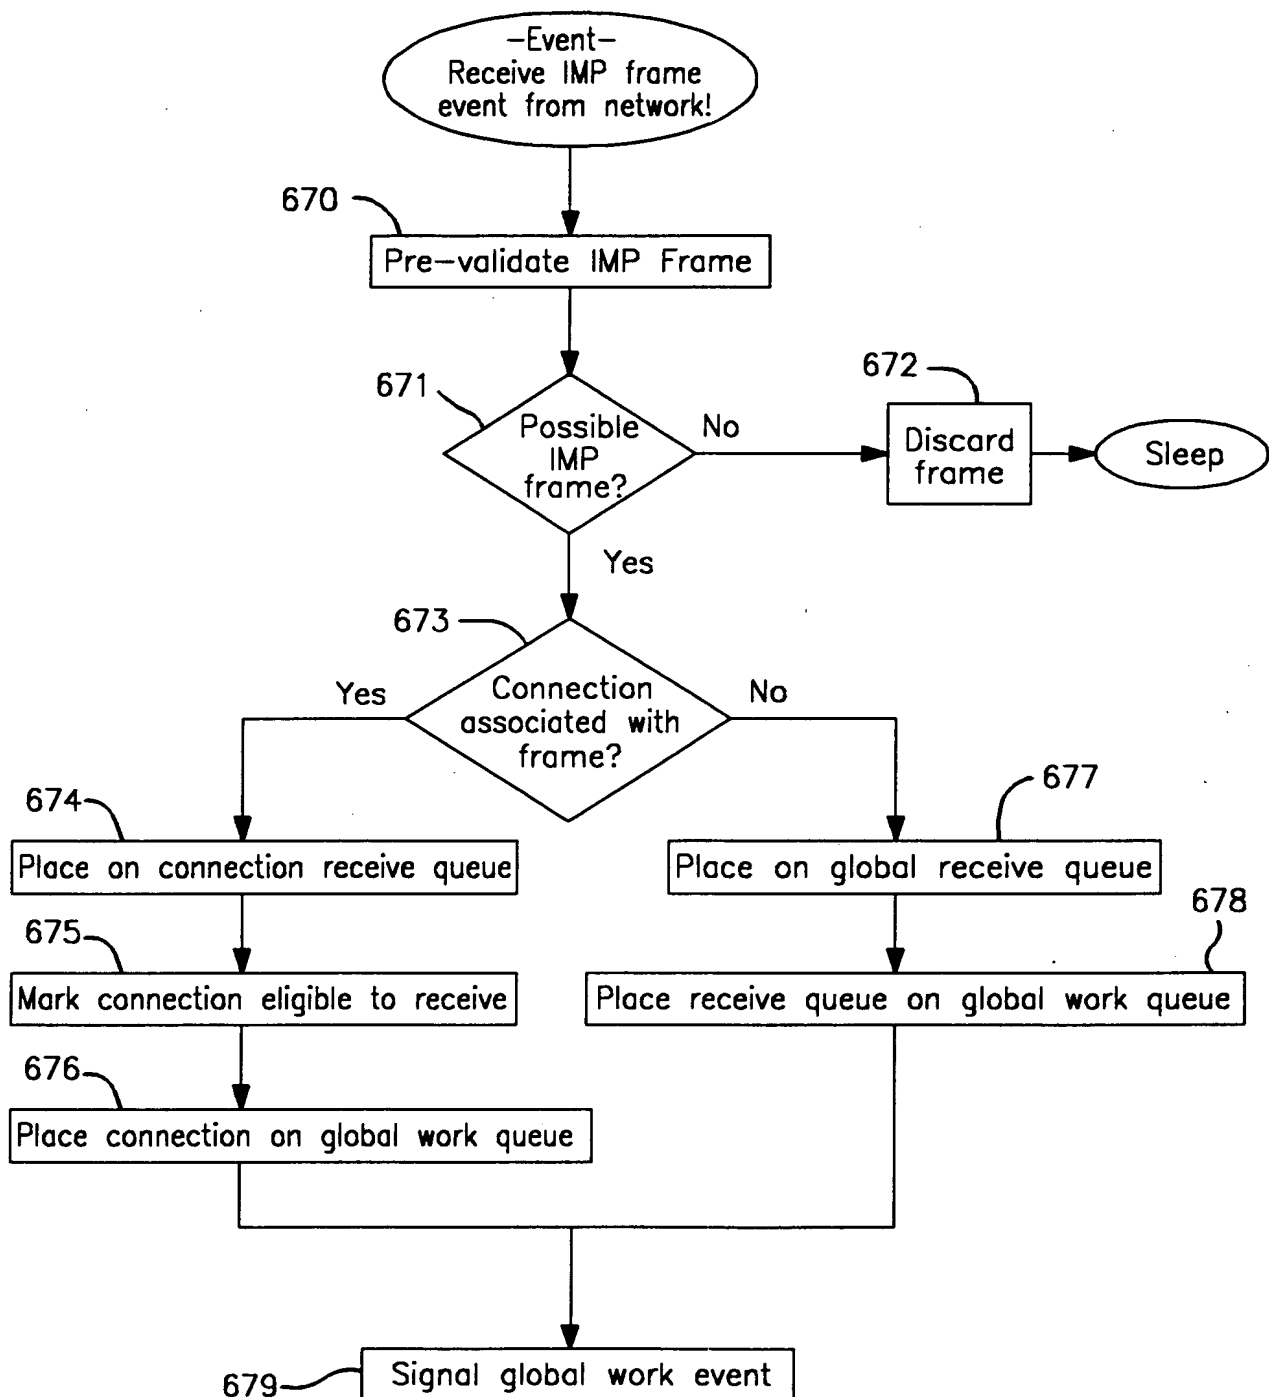 –Event–
Receive IMP frame
event from network!
670
Pre–validate IMP Frame
671
Possible
IMP
frame?
No
672
Discard
frame
Sleep
Yes
673
Connection
associated with
frame?
Yes
No
674
Place on connection receive queue
677
Place on global receive queue
675
Mark connection eligible to receive
678
Place receive queue on global work queue
676
Place connection on global work queue
679
Signal global work event